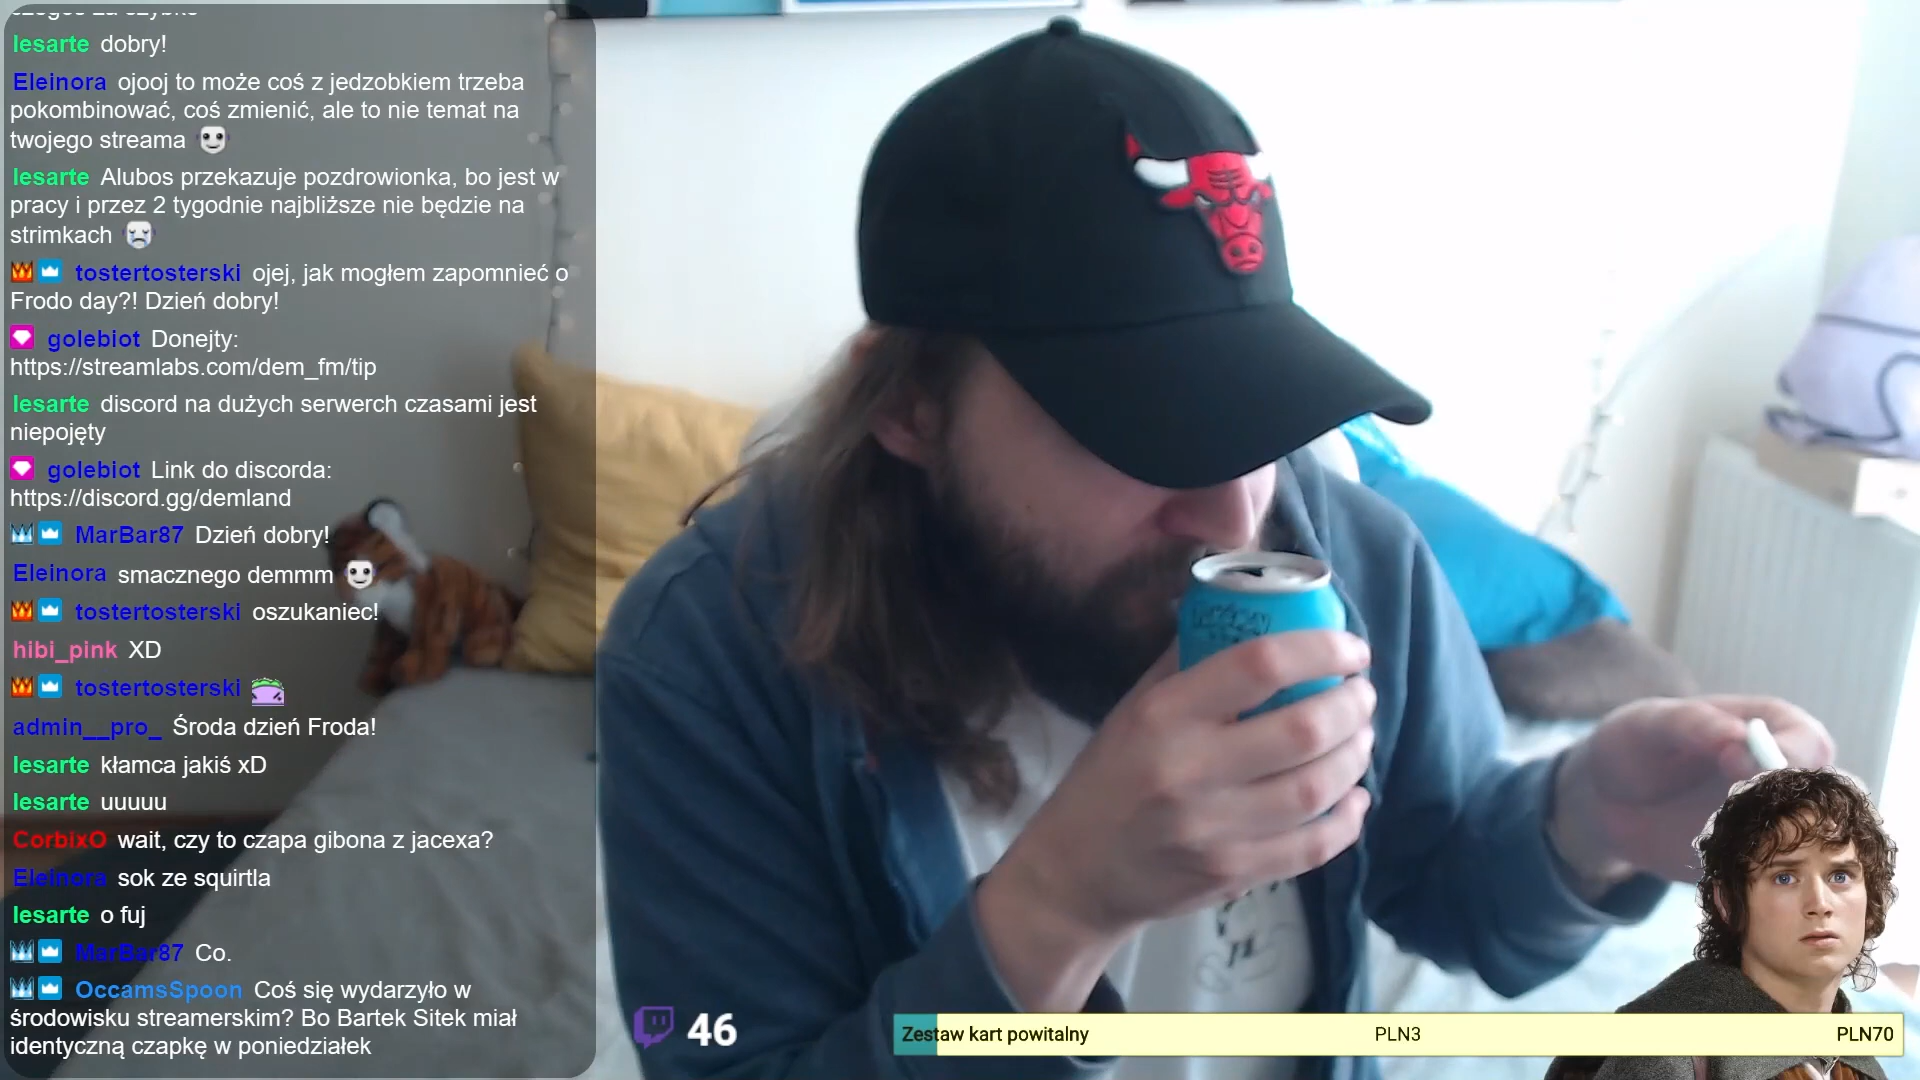 lesarte dobry!
Eleinora ojooj to może coś z jedzobkiem trzeba
pokombinować, coś zmienić, ale to nie temat na
twojego streama
lesarte Alubos przekazuje pozdrowionka, bo jest w
pracy i przez 2 tygodnie najbliższe nie będzie na
strimkach
tostertosterski ojej, jak mogłem zapomnieć o
Frodo day?! Dzień dobry!
golebiot Donejty:
https://streamlabs.com/dem_fm/tip
lesarte discord na dużych serwerch czasami jest
niepojęty
golebiot Link do discorda:
https://discord.gg/demland
MarBar87 Dzień dobry!
Eleinora smacznego demmm
tostertosterski oszukaniec!
hibi_pink XD
tostertosterski
admin__pro_ Środa dzień Froda!
lesarte kłamca jakiś xD
lesarte uuuuu
CorbixO wait, czy to czapa gibona z jacexa?
Eleinora sok ze squirtla
lesarte o fuj
MarBar87 Co.
OccamsSpoon Coś się wydarzyło w
środowisku streamerskim? Bo Bartek Sitek miał
identyczną czapkę w poniedziałek
46
Zestaw kart powitalny PLN3 PLN70